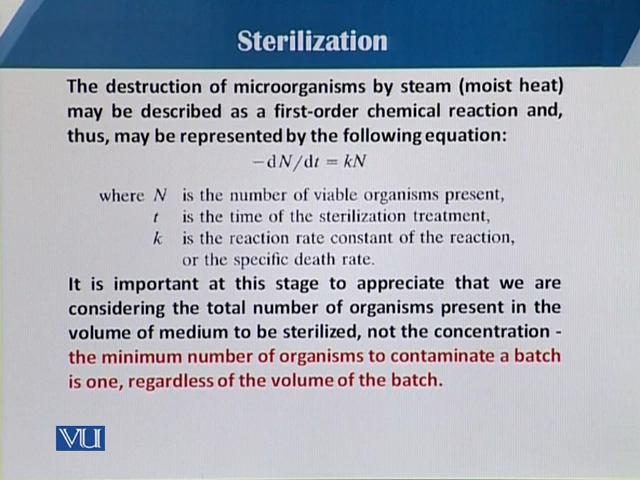 Sterilization
The destruction of microorganisms by steam (moist heat)
may be described as a first-order chemical reaction and,
thus, may be represented by the following equation:
−dN/dt = kN
where N is the number of viable organisms present,
t is the time of the sterilization treatment,
k is the reaction rate constant of the reaction,
or the specific death rate.
It is important at this stage to appreciate that we are
considering the total number of organisms present in the
volume of medium to be sterilized, not the concentration -
the minimum number of organisms to contaminate a batch
is one, regardless of the volume of the batch.
VU